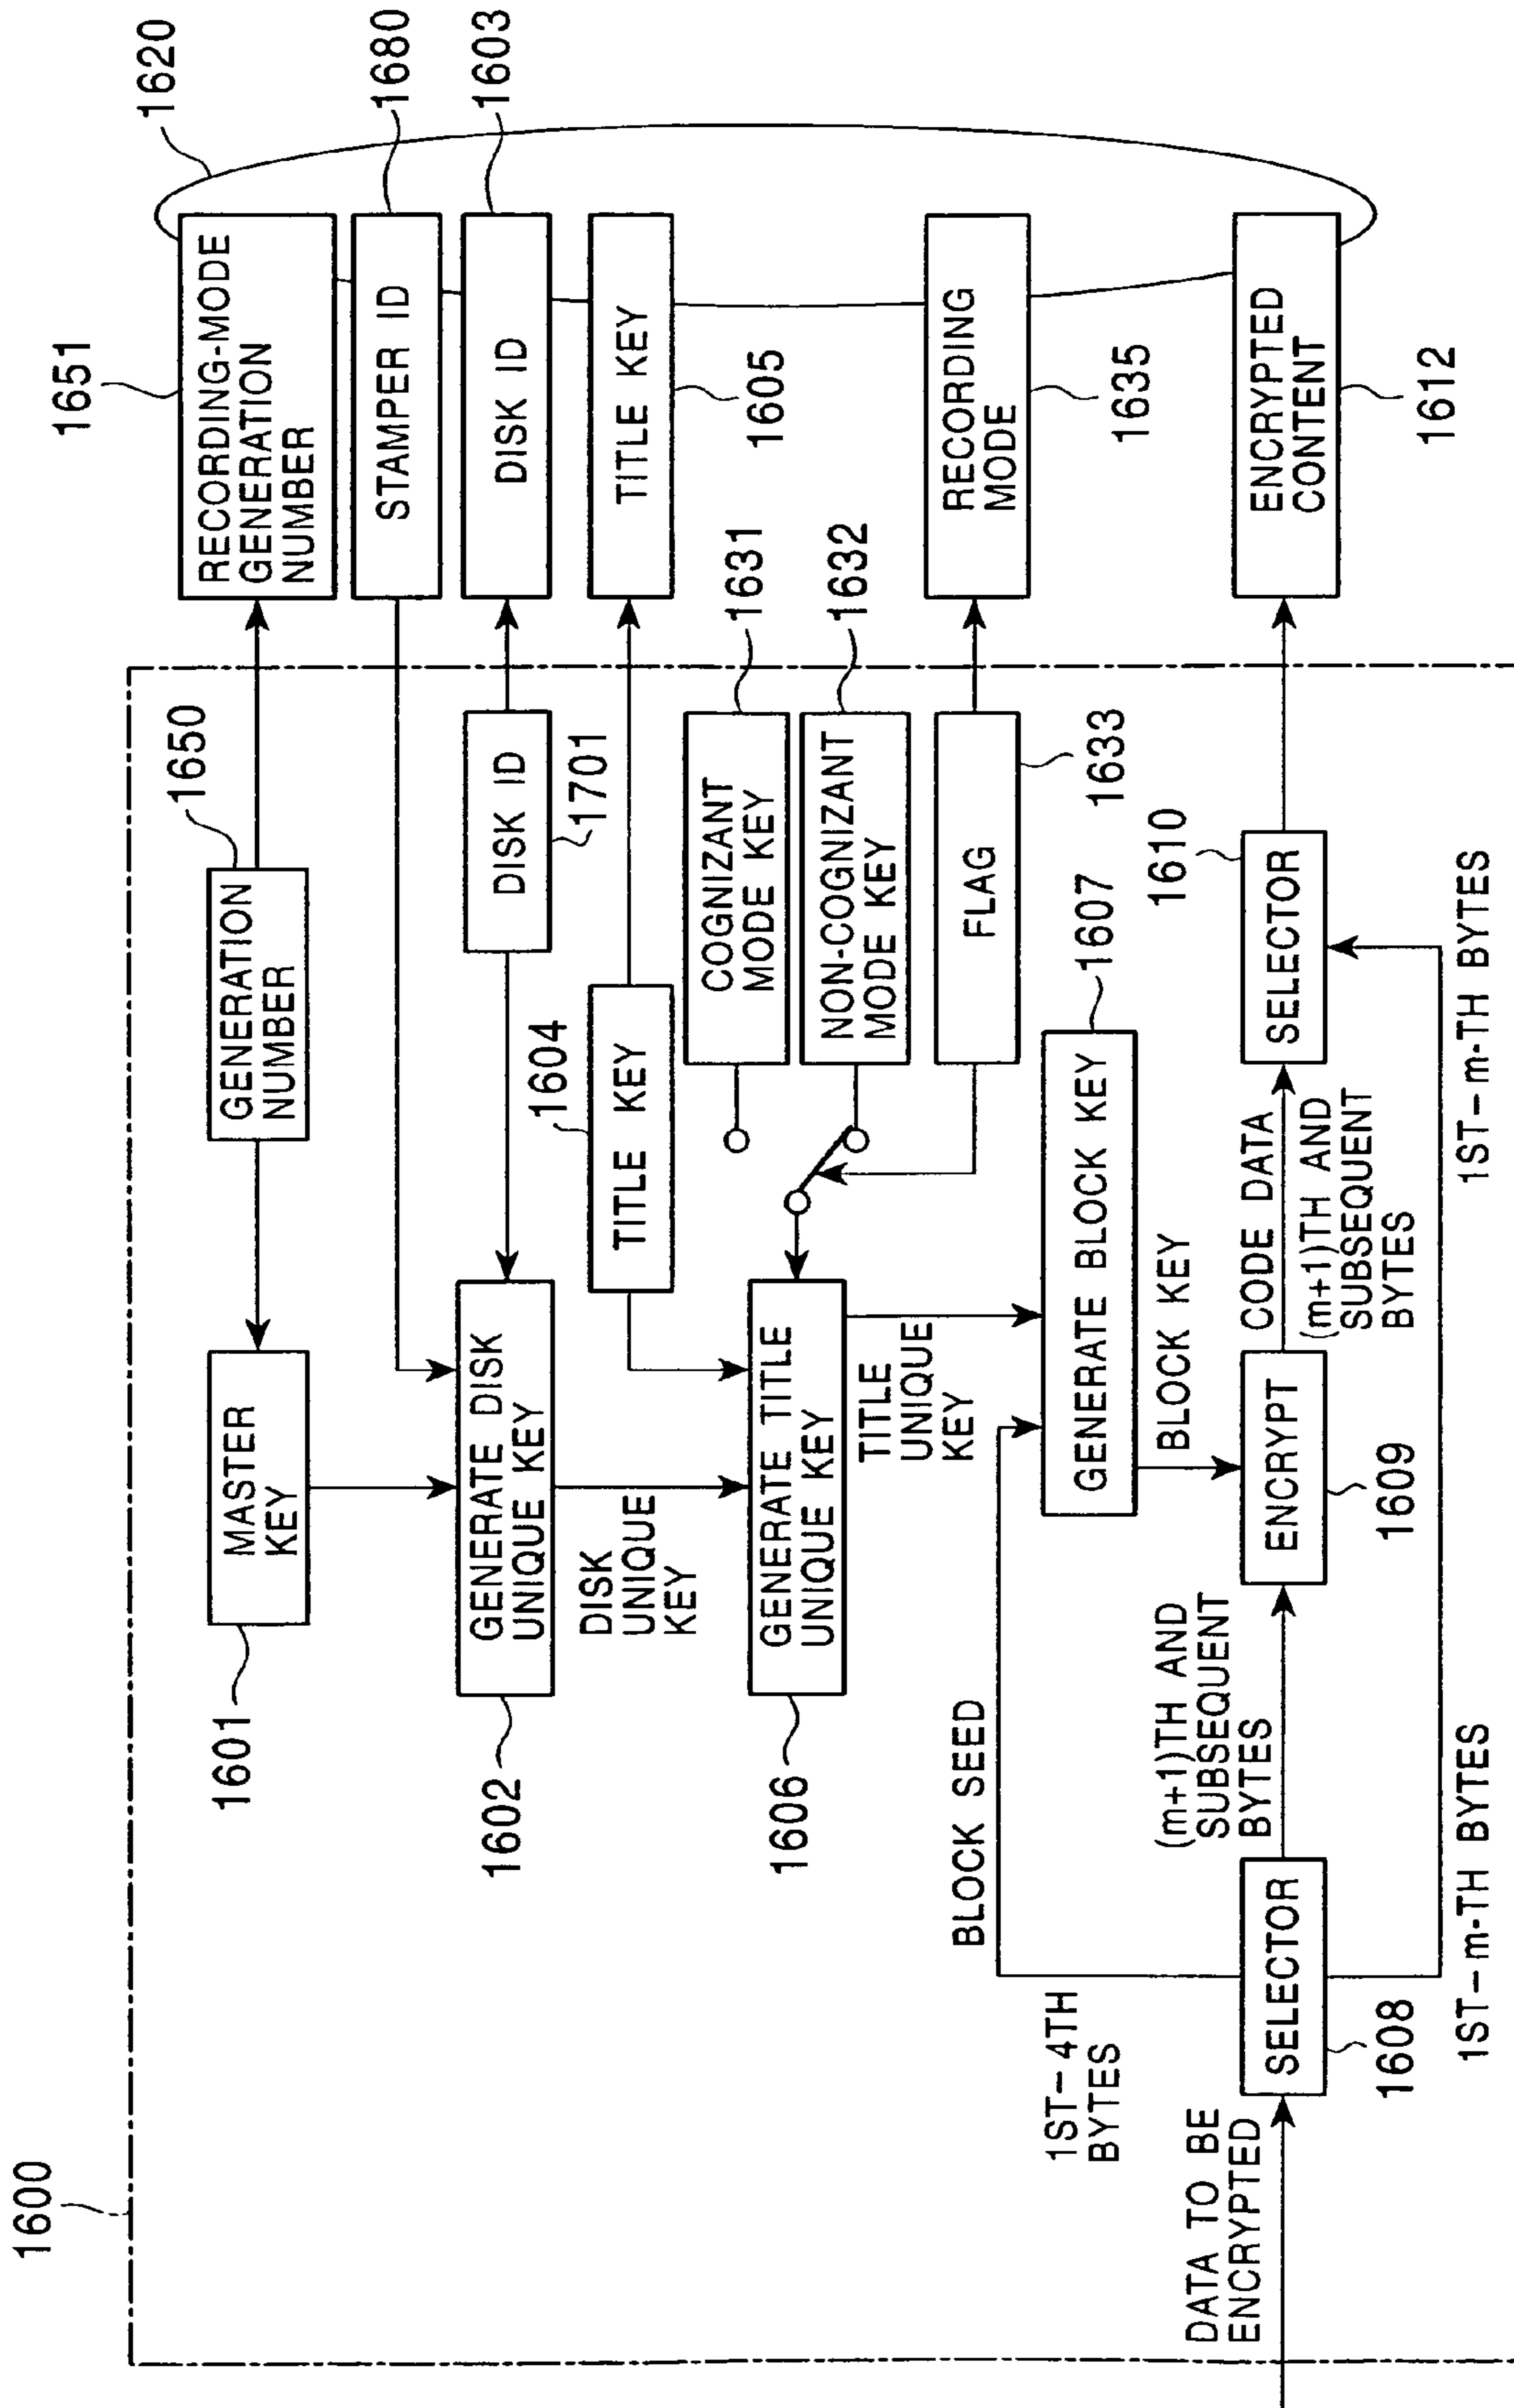 1600
1620
1651
RECORDING-MODE
GENERATION
NUMBER
1650
GENERATION
NUMBER
1601
MASTER
KEY
1680
STAMPER ID
1603
DISK ID
DISK ID
1701
1602
GENERATE DISK
UNIQUE KEY
DISK
UNIQUE
KEY
TITLE KEY
1605
1604
TITLE KEY
1606
GENERATE TITLE
UNIQUE KEY
TITLE
UNIQUE
KEY
1631
COGNIZANT
MODE KEY
1632
NON-COGNIZANT
MODE KEY
FLAG
1633
RECORDING
MODE
1635
1607
GENERATE BLOCK KEY
BLOCK KEY
BLOCK SEED
1ST-4TH
BYTES
DATA TO BE
ENCRYPTED
SELECTOR
1608
(m+1)TH AND
SUBSEQUENT
BYTES
ENCRYPT
1609
CODE DATA
(m+1)TH AND
SUBSEQUENT
BYTES
1610
SELECTOR
ENCRYPTED
CONTENT
1612
1ST-m-TH BYTES
1ST-m-TH BYTES